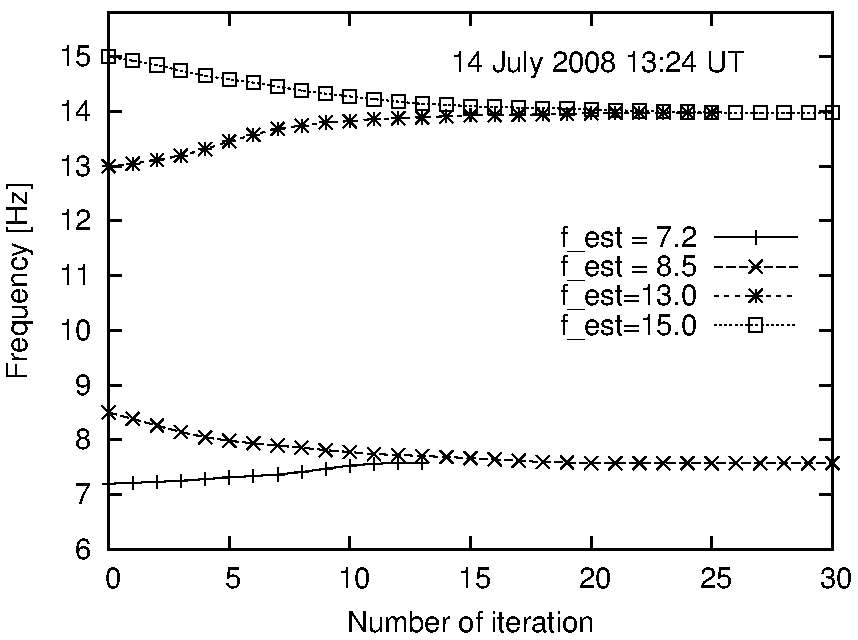 14 July 2008 13:24 UT
Frequency [Hz]
15
14
13
12
11
10
9
8
7
6
f_est = 7.2
f_est = 8.5
f_est=13.0
f_est=15.0
0 5 10 15 20 25 30
Number of iteration